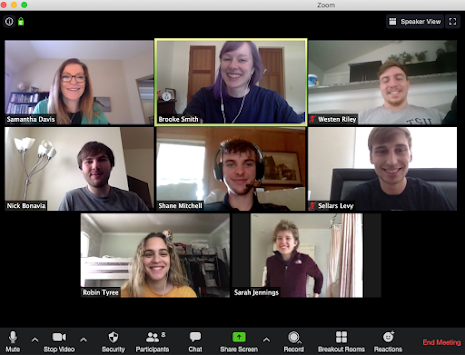 Zoom
Speaker View
Samantha Davis
Brooke Smith
Westen Riley
Nick Bonavia
Shane Mitchell
Sellars Levy
Robin Tyree
Sarah Jennings
8
Mute
Stop Video
Security
Participants
Chat
Share Screen
Record
Breakout Rooms
Reactions
End Meeting